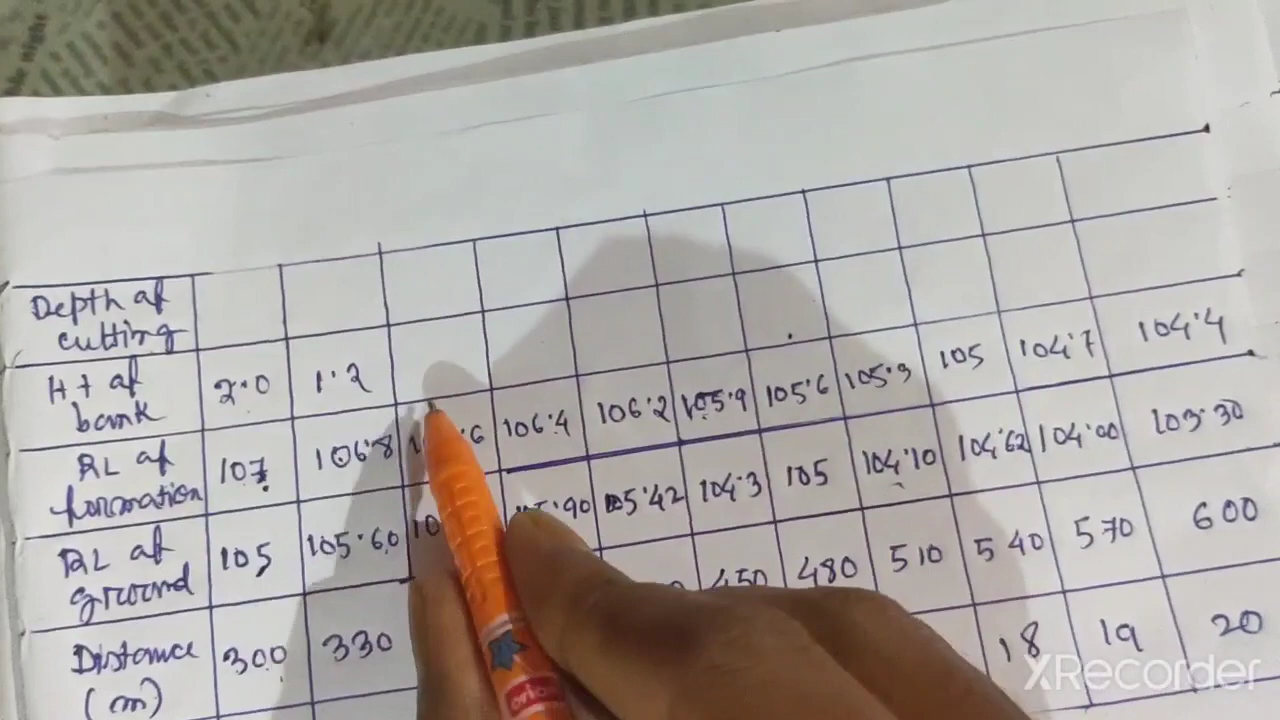 Depth of
cutting
Ht of
bank 2.0 1.2
RL of
formation 107 106.8 106.4 106.2 105.9 105.6 105.3 105 104.7 104.4
RL of
ground 105 105.60 105.42 104.3 105 104.10 104.62 104.00 103.30
Distance
(m) 300 330 450 480 510 540 570 600
18 19 20
XRecorder